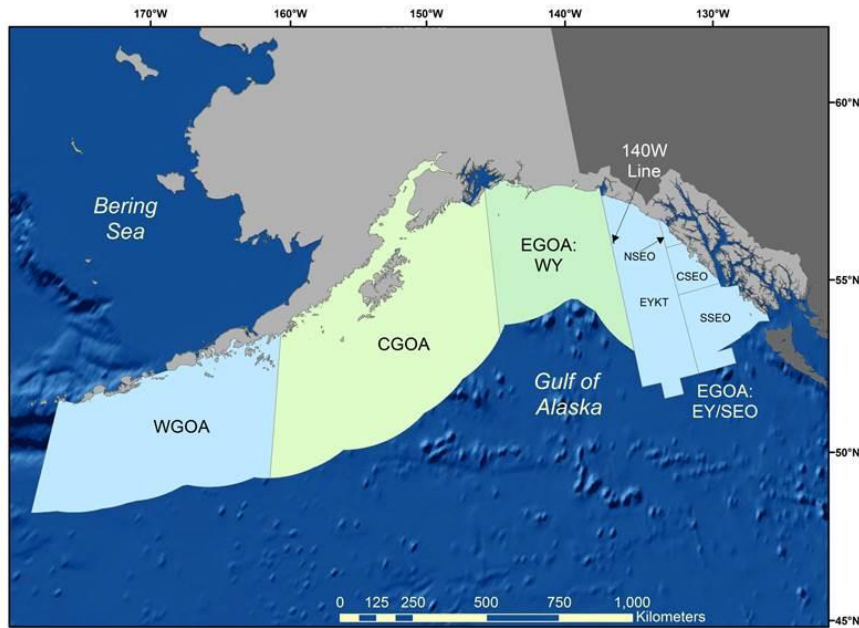 170°W 160°W 150°W 140°W 130°W
60°N
140W
Line
Bering
Sea
EGOA:
WY
NSEO
CSEO
55°N
EYKT
SSEO
CGOA
Gulf of
Alaska
EGOA:
EY/SEO
WGOA
50°N
0 125 250 500 750 1,000
Kilometers
45°N